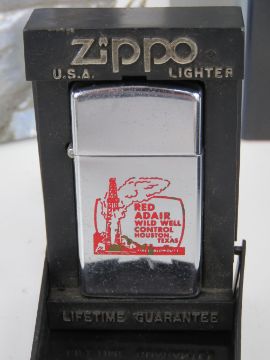 Zippo
U.S.A. LIGHTER
RED
ADAIR
WILD WELL
CONTROL
HOUSTON,
TEXAS
LIFETIME GUARANTEE